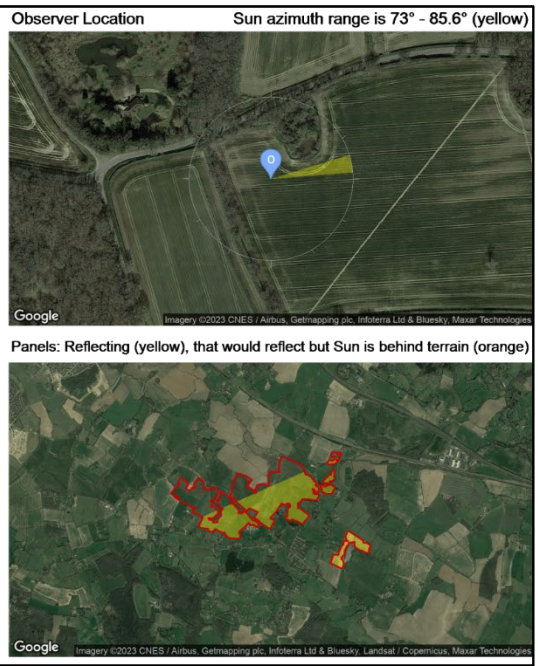 Observer Location Sun azimuth range is 73° - 85.6° (yellow)
O
Google Imagery ©2023 CNES / Airbus, Getmapping plc, Infoterra Ltd & Bluesky, Maxar Technologies
Panels: Reflecting (yellow), that would reflect but Sun is behind terrain (orange)
Google Imagery ©2023 CNES / Airbus, Getmapping plc, Infoterra Ltd & Bluesky, Landsat / Copernicus, Maxar Technologies